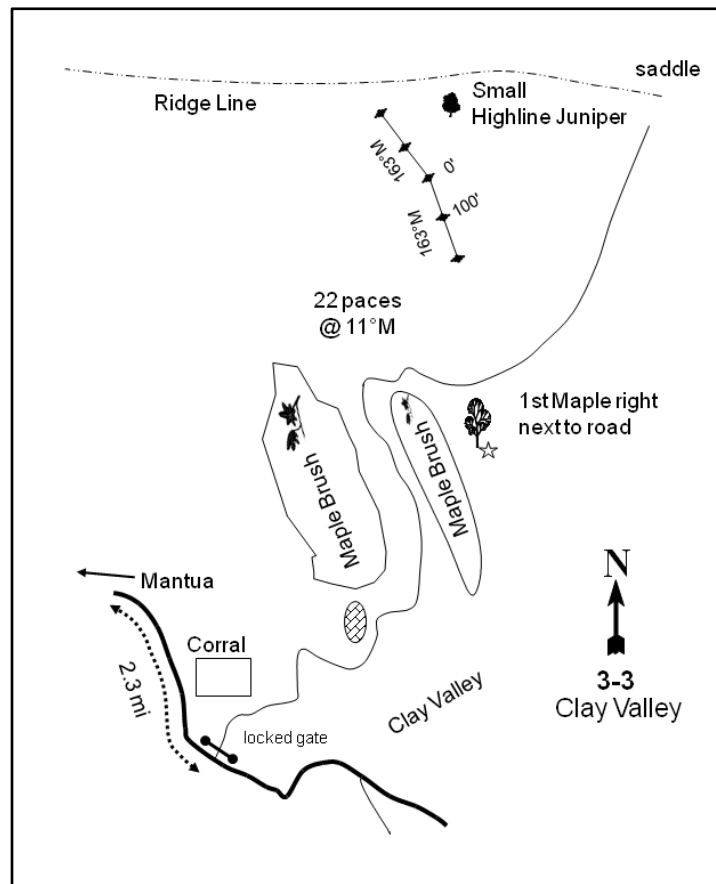 saddle
Ridge Line
Small
Highline Juniper
163°M
0'
100'
163°M
22 paces
@ 11°M
1st Maple right
next to road
Maple Brush
Maple Brush
Mantua
N
Corral
2.3 mi
3-3
Clay Valley
Clay Valley
locked gate